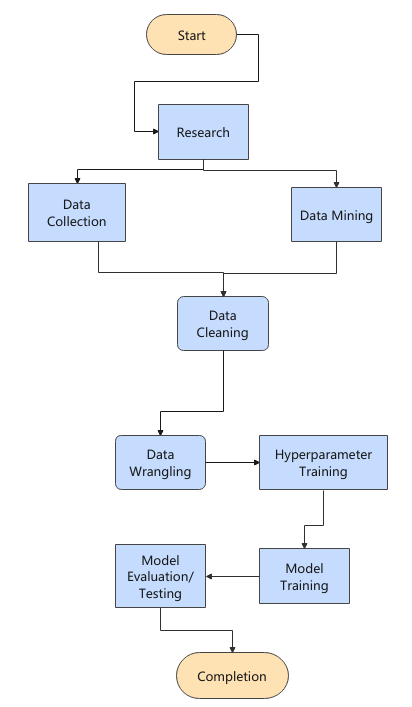 Start
Research
Data
Collection
Data Mining
Data
Cleaning
Data
Wrangling
Hyperparameter
Training
Model
Training
Model
Evaluation/
Testing
Completion